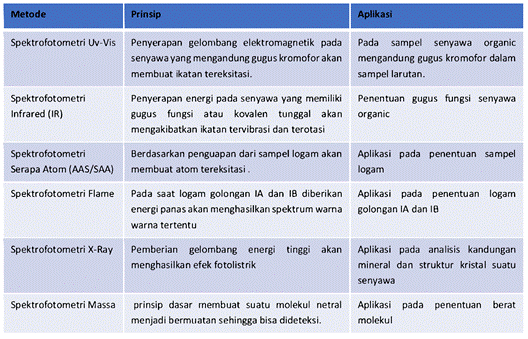 Metode Prinsip Aplikasi
Spektrofotometri Uv-Vis
Penyerapan gelombang elektromagnetik pada
senyawa yang mengandung gugus kromofor akan
membuat ikatan tereksitasi.
Pada sampel senyawa organic
mengandung gugus kromofor dalam
sampel larutan.
Spektrofotometri
Infrared (IR)
Penyerapan energi pada senyawa yang memiliki
gugus fungsi atau kovalen tunggal akan
mengakibatkan ikatan tervibrasi dan terotasi
Penentuan gugus fungsi senyawa
organic
Spektrofotometri
Serapa Atom (AAS/SAA)
Berdasarkan penguapan dari sampel logam akan
membuat atom tereksitasi .
Aplikasi pada penentuan sampel
logam
Spektrofotometri Flame
Pada saat logam golongan IA dan IB diberikan
energi panas akan menghasilkan spektrum warna
warna tertentu
Aplikasi pada penentuan logam
golongan IA dan IB
Spektrofotometri X-Ray
Pemberian gelombang energi tinggi akan
menghasilkan efek fotolistrik
Aplikasi pada analisis kandungan
mineral dan struktur kristal suatu
senyawa
Spektrofotometri Massa
prinsip dasar membuat suatu molekul netral
menjadi bermuatan sehingga bisa dideteksi.
Aplikasi pada penentuan berat
molekul